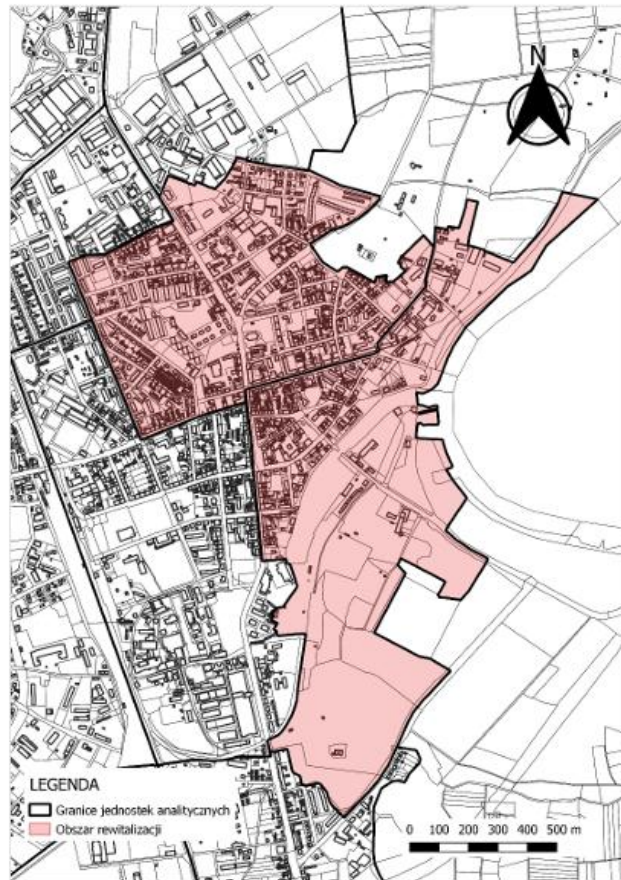 N
LEGENDA
Granice jednostek analitycznych
Obszar rewitalizacji
0 100 200 300 400 500 m